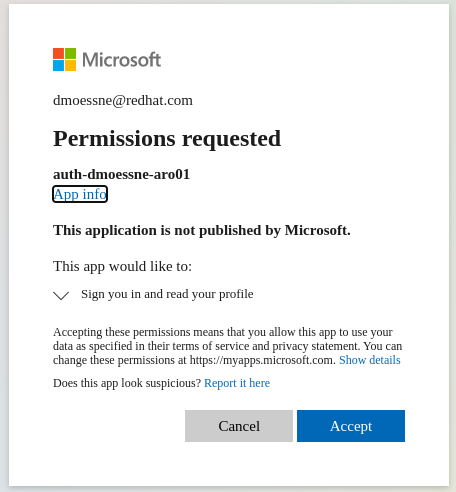 Microsoft
dmoessne@redhat.com
Permissions requested
auth-dmoessne-aro01
App info
This application is not published by Microsoft.
This app would like to:
Sign you in and read your profile
Accepting these permissions means that you allow this app to use your
data as specified in their terms of service and privacy statement. You can
change these permissions at https://myapps.microsoft.com. Show details
Does this app look suspicious? Report it here
Cancel Accept